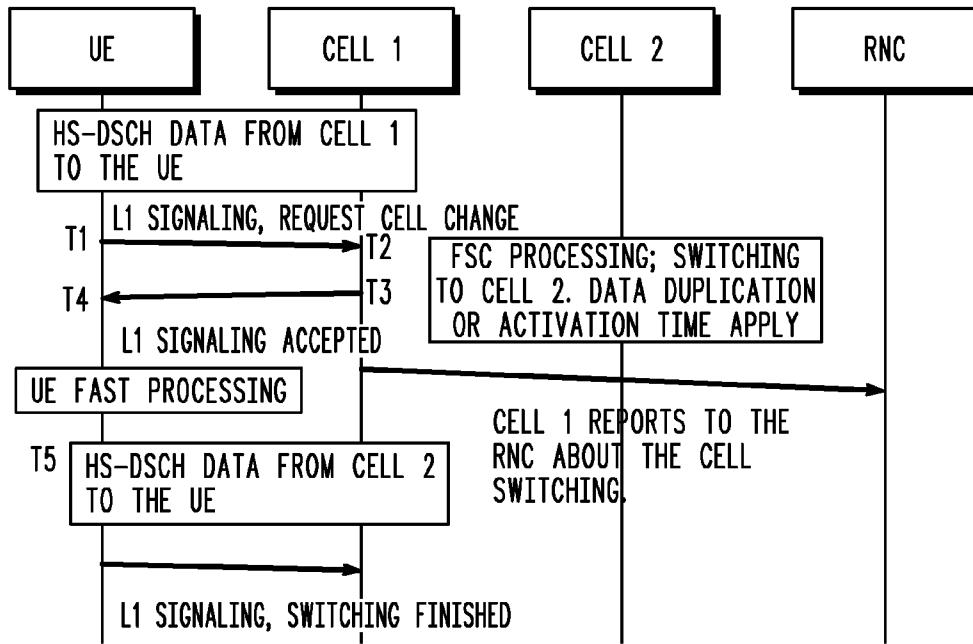 UE
CELL 1
CELL 2
RNC
HS-DSCH DATA FROM CELL 1
TO THE UE
L1 SIGNALING, REQUEST CELL CHANGE
T1
T2
FSC PROCESSING; SWITCHING
TO CELL 2. DATA DUPLICATION
OR ACTIVATION TIME APPLY
T4
T3
L1 SIGNALING ACCEPTED
UE FAST PROCESSING
CELL 1 REPORTS TO THE
RNC ABOUT THE CELL
SWITCHING.
T5
HS-DSCH DATA FROM CELL 2
TO THE UE
L1 SIGNALING, SWITCHING FINISHED